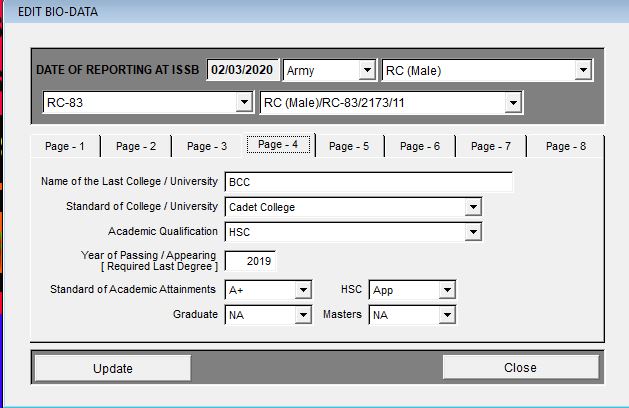 EDIT BIO-DATA
DATE OF REPORTING AT ISSB 02/03/2020 Army RC (Male)
RC-83 RC (Male)/RC-83/2173/11
Page - 1 Page - 2 Page - 3 Page - 4 Page - 5 Page - 6 Page - 7 Page - 8
Name of the Last College / University BCC
Standard of College / University Cadet College
Academic Qualification HSC
Year of Passing / Appearing
[ Required Last Degree ] 2019
Standard of Academic Attainments A+ HSC App
Graduate NA Masters NA
Update Close